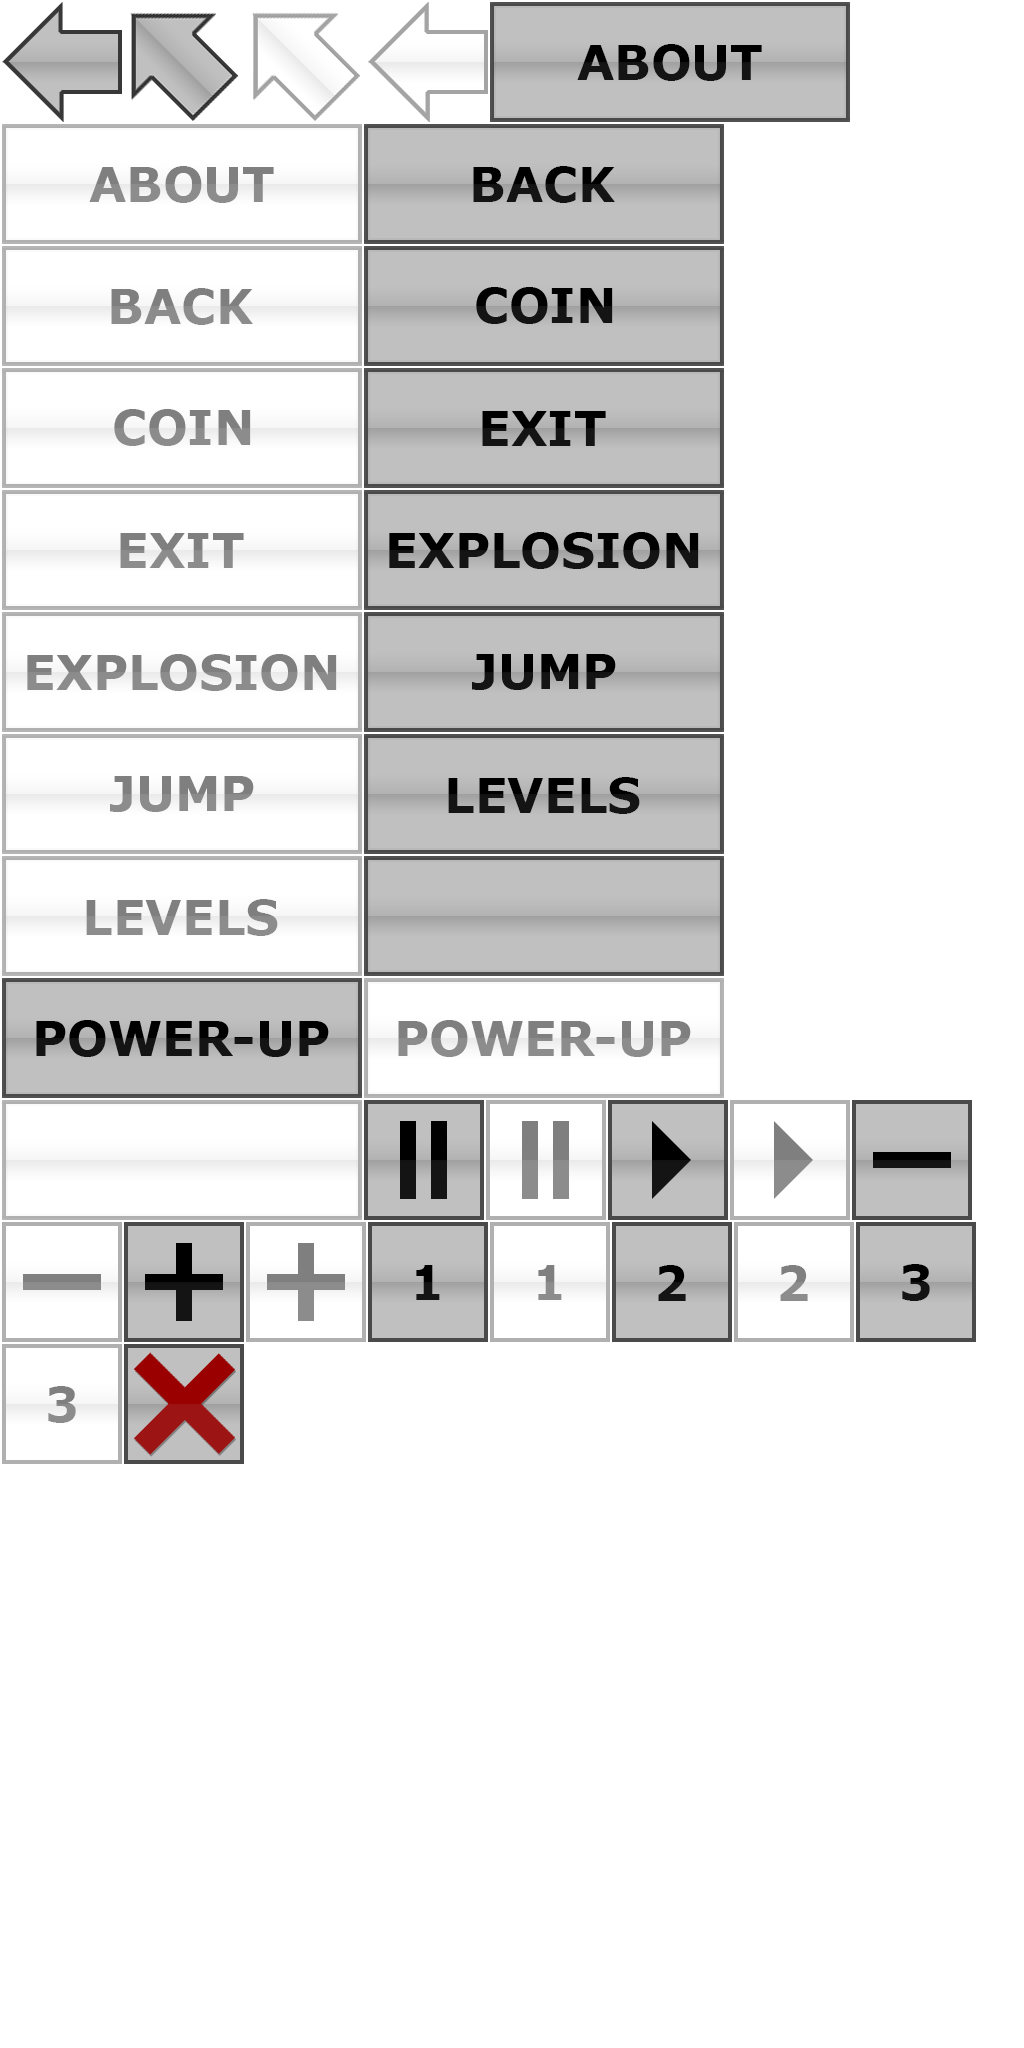 ABOUT
ABOUT BACK
BACK COIN
COIN EXIT
EXIT EXPLOSION
EXPLOSION JUMP
JUMP LEVELS
LEVELS
POWER-UP POWER-UP
1 1 2 2 3
3